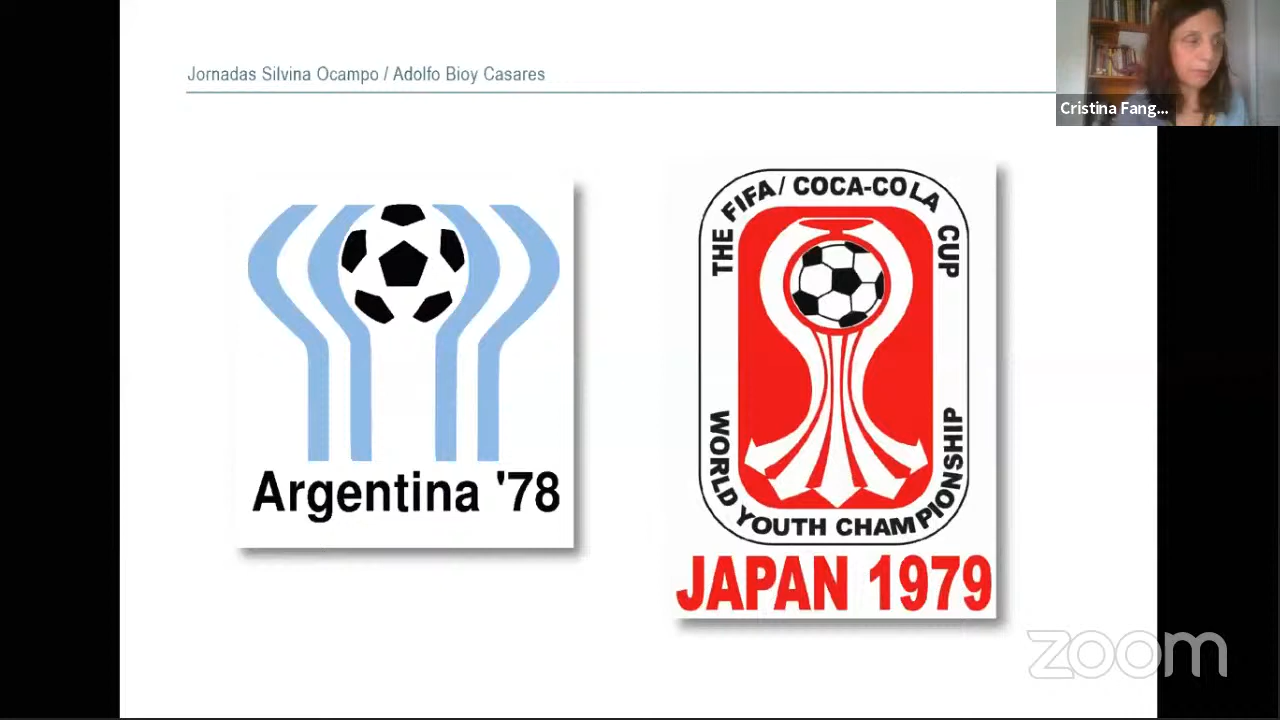 Jornadas Silvina Ocampo / Adolfo Bioy Casares
Cristina Fang...
Argentina '78
THE FIFA / COCA-COLA CUP
WORLD YOUTH CHAMPIONSHIP
JAPAN 1979
zoom